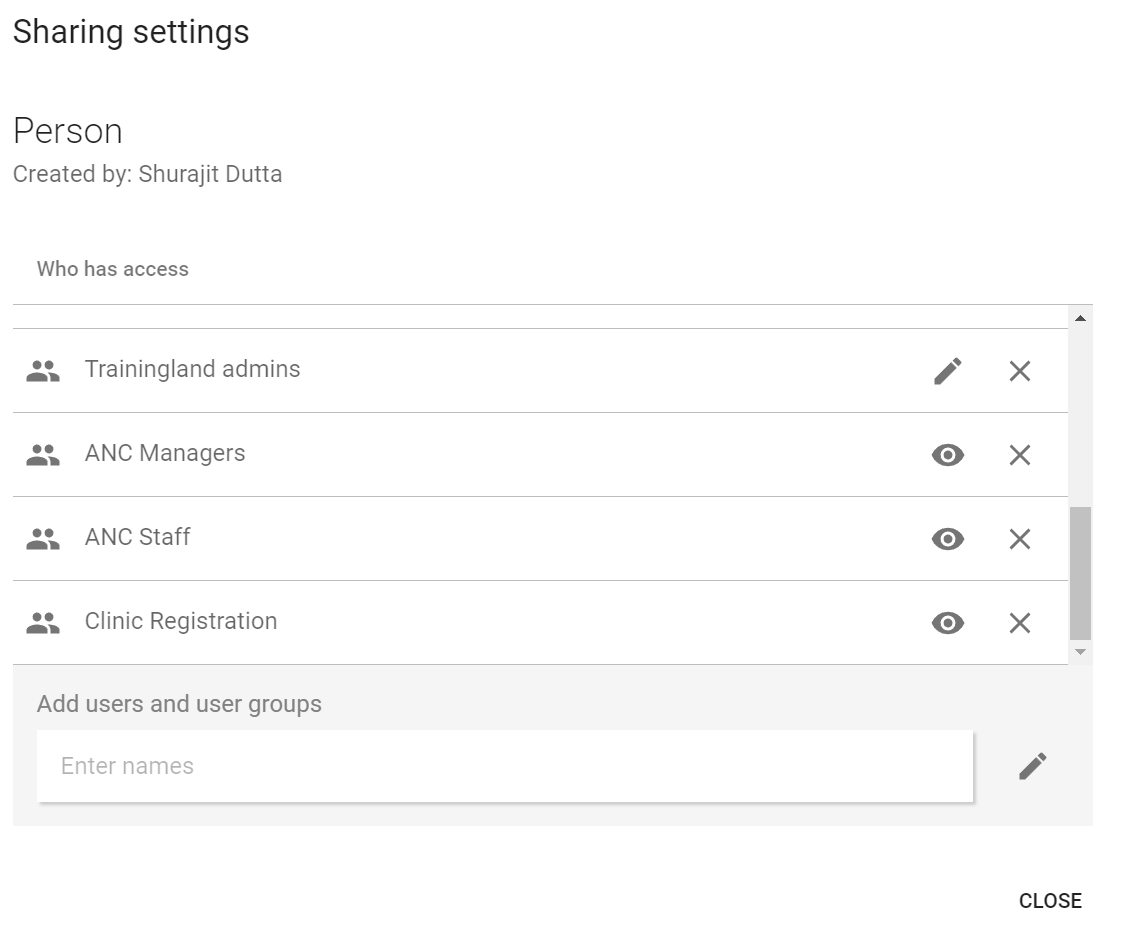 Sharing settings
Person
Created by: Shurajit Dutta
Who has access
Trainingland admins
ANC Managers
ANC Staff
Clinic Registration
Add users and user groups
Enter names
CLOSE